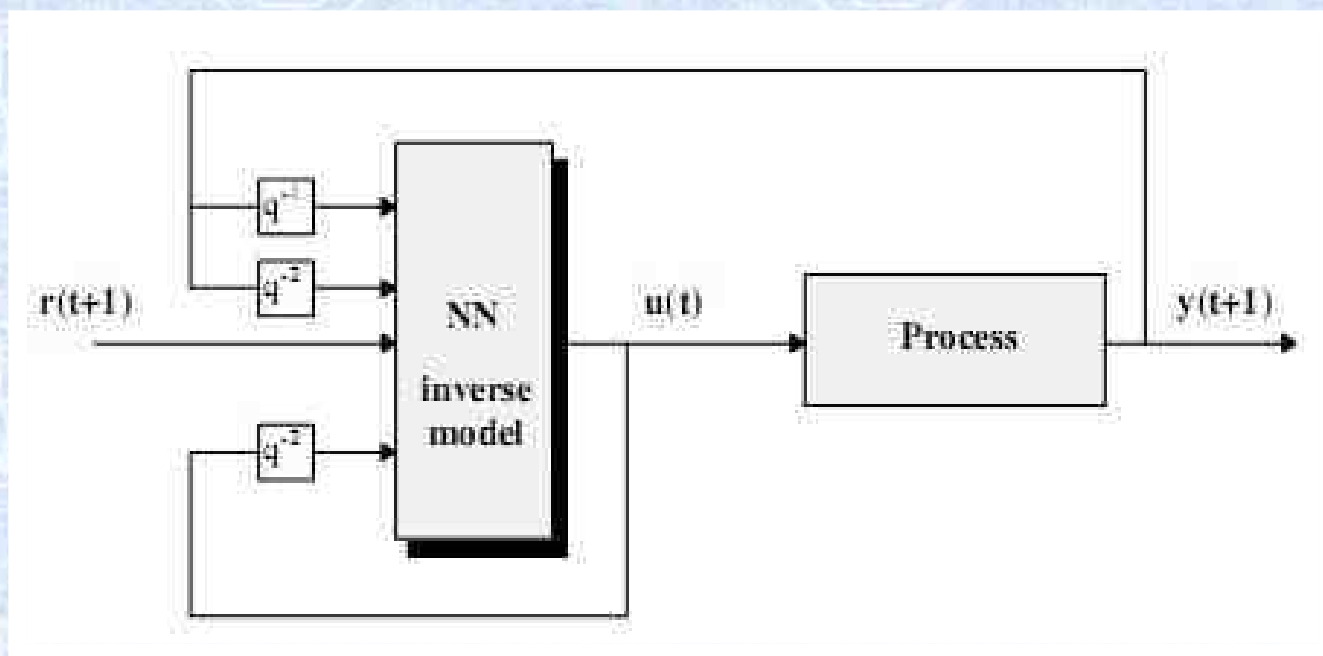 q⁻¹
q⁻²
r(t+1)
NN
inverse
model
u(t)
Process
y(t+1)
q⁻²